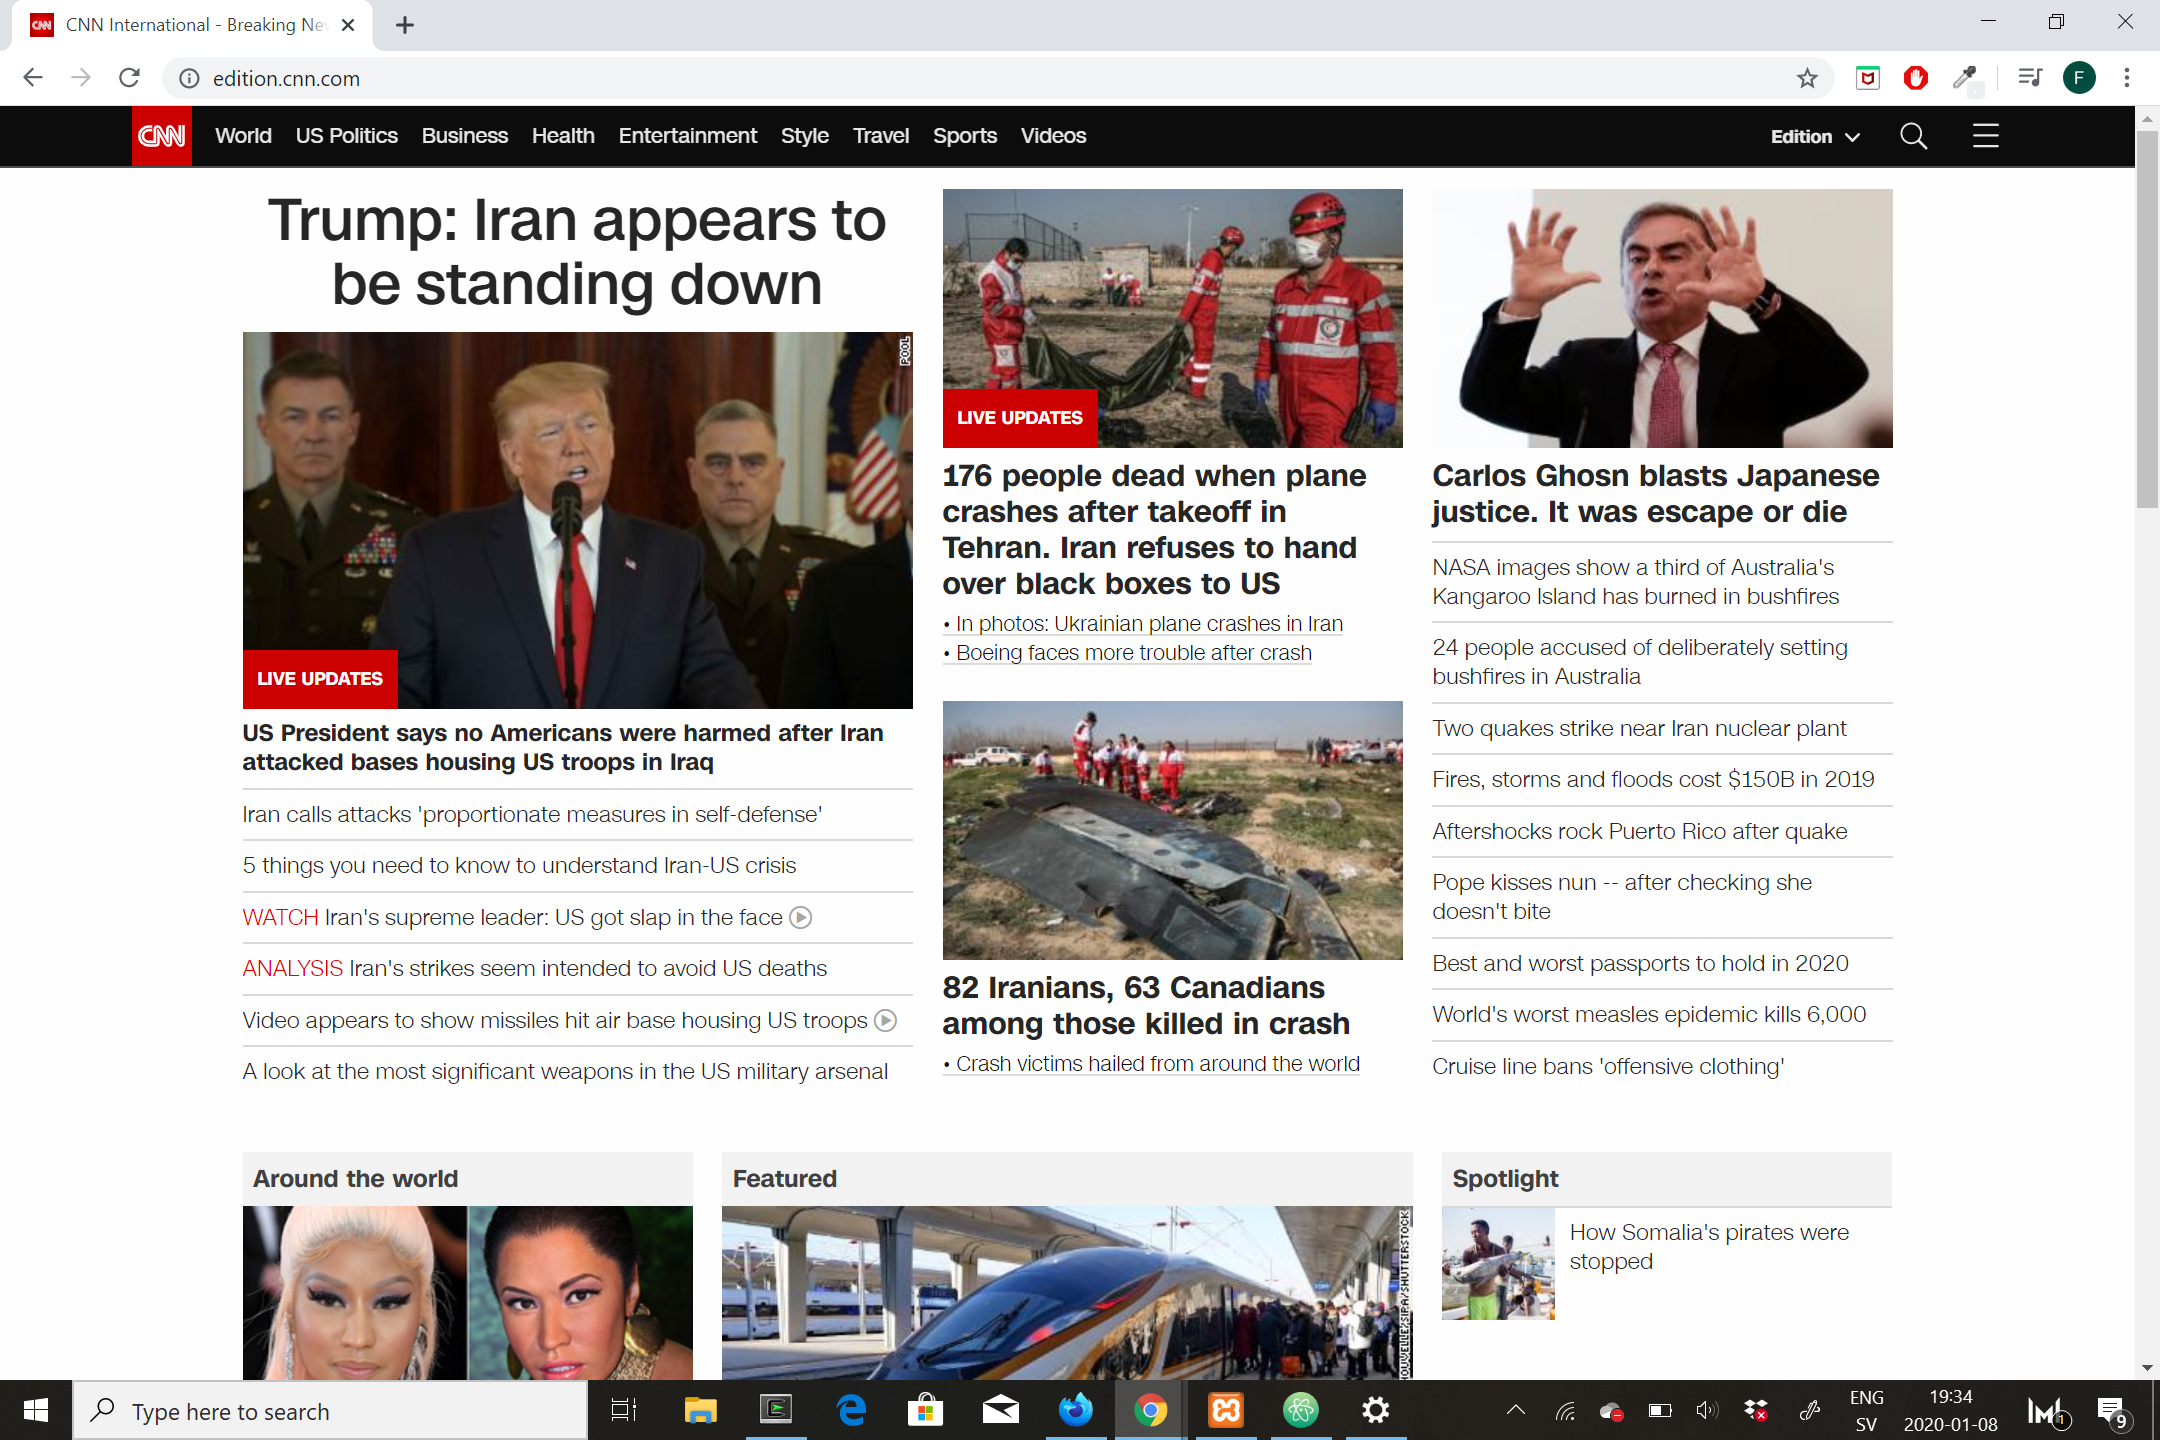 CNN International - Breaking Ne
edition.cnn.com
F
CNN World US Politics Business Health Entertainment Style Travel Sports Videos Edition
Trump: Iran appears to
be standing down
POOL
LIVE UPDATES
US President says no Americans were harmed after Iran
attacked bases housing US troops in Iraq
Iran calls attacks 'proportionate measures in self-defense'
5 things you need to know to understand Iran-US crisis
WATCH Iran's supreme leader: US got slap in the face
ANALYSIS Iran's strikes seem intended to avoid US deaths
Video appears to show missiles hit air base housing US troops
A look at the most significant weapons in the US military arsenal
LIVE UPDATES
176 people dead when plane
crashes after takeoff in
Tehran. Iran refuses to hand
over black boxes to US
• In photos: Ukrainian plane crashes in Iran
• Boeing faces more trouble after crash
82 Iranians, 63 Canadians
among those killed in crash
• Crash victims hailed from around the world
Carlos Ghosn blasts Japanese
justice. It was escape or die
NASA images show a third of Australia's
Kangaroo Island has burned in bushfires
24 people accused of deliberately setting
bushfires in Australia
Two quakes strike near Iran nuclear plant
Fires, storms and floods cost $150B in 2019
Aftershocks rock Puerto Rico after quake
Pope kisses nun -- after checking she
doesn't bite
Best and worst passports to hold in 2020
World's worst measles epidemic kills 6,000
Cruise line bans 'offensive clothing'
Around the world
Featured
OUVELLE/SIPA/SHUTTERSTOCK
Spotlight
How Somalia's pirates were
stopped
Type here to search
ENG
SV
19:34
2020-01-08
1
9